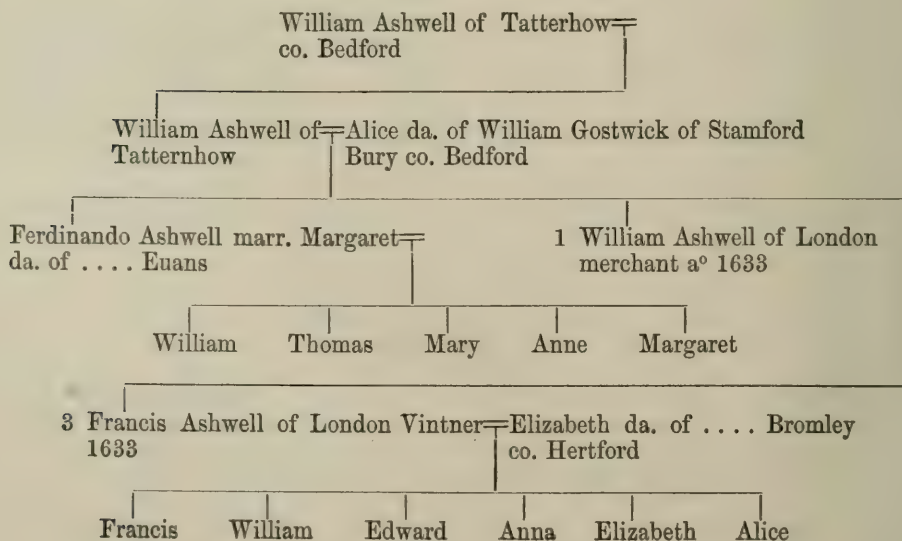 William Ashwell of Tatterhow
co. Bedford
William Ashwell of Alice da. of William Gostwick of Stamford
Tatternhow Bury co. Bedford
Ferdinando Ashwell marr. Margaret 1 William Ashwell of London
da. of .... Euans merchant aº 1633
William Thomas Mary Anne Margaret
3 Francis Ashwell of London Vintner Elizabeth da. of .... Bromley
1633 co. Hertford
Francis William Edward Anna Elizabeth Alice